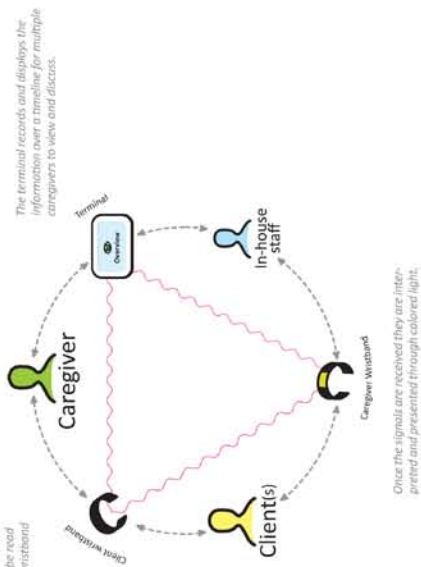 The terminal records and displays the
information over a timeline for multiple
caregivers to view and discuss.
Terminal
Overview
Caregiver
In-house
staff
be read
wristband
Client wristband
Client(s)
Caregiver Wristband
Once the signals are received they are inter-
preted and presented through colored light.